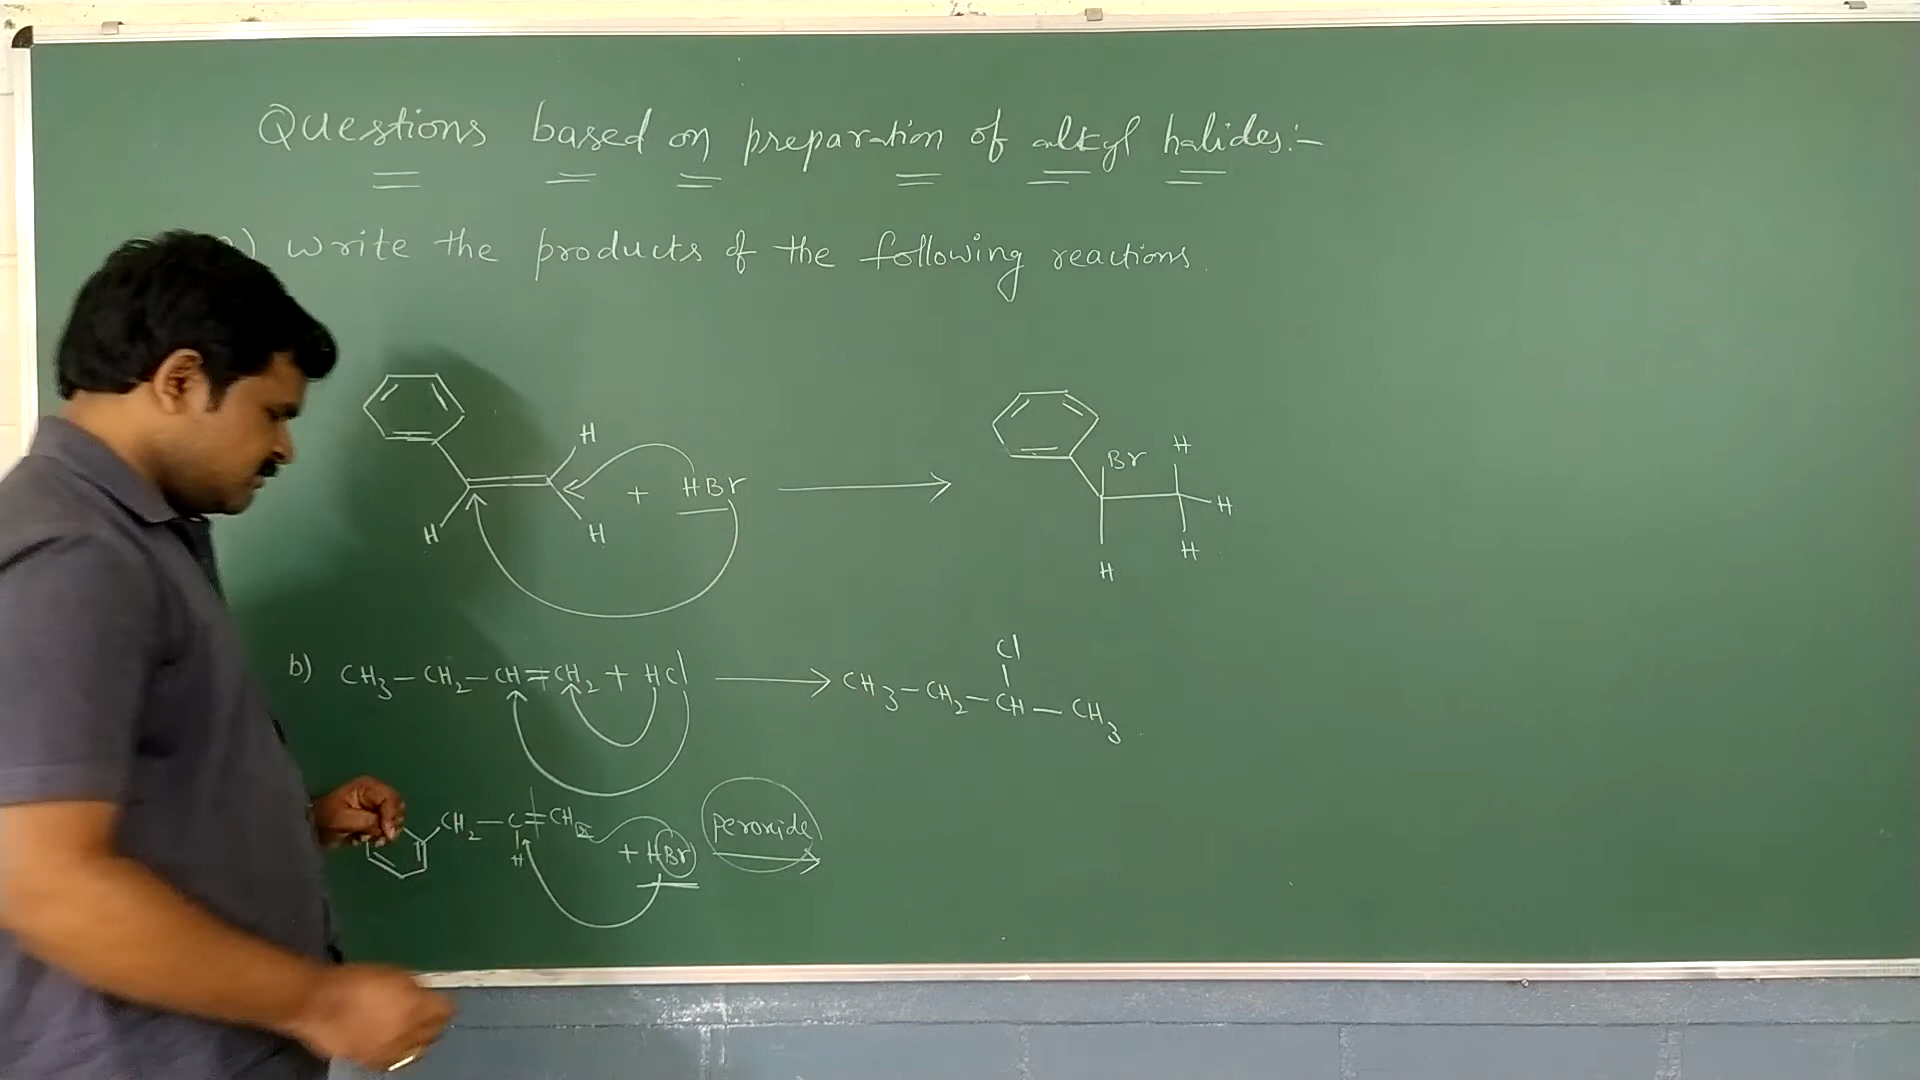 Questions based on preparation of alkyl halides:-
) write the products of the following reactions.
H
H
H
+ HBr
Br
H
H
H
H
b) CH3-CH2-CH=CH2 + HCl
Cl
CH3-CH2-CH-CH3
CH2-C=CH
H
+ HBr
peroxide